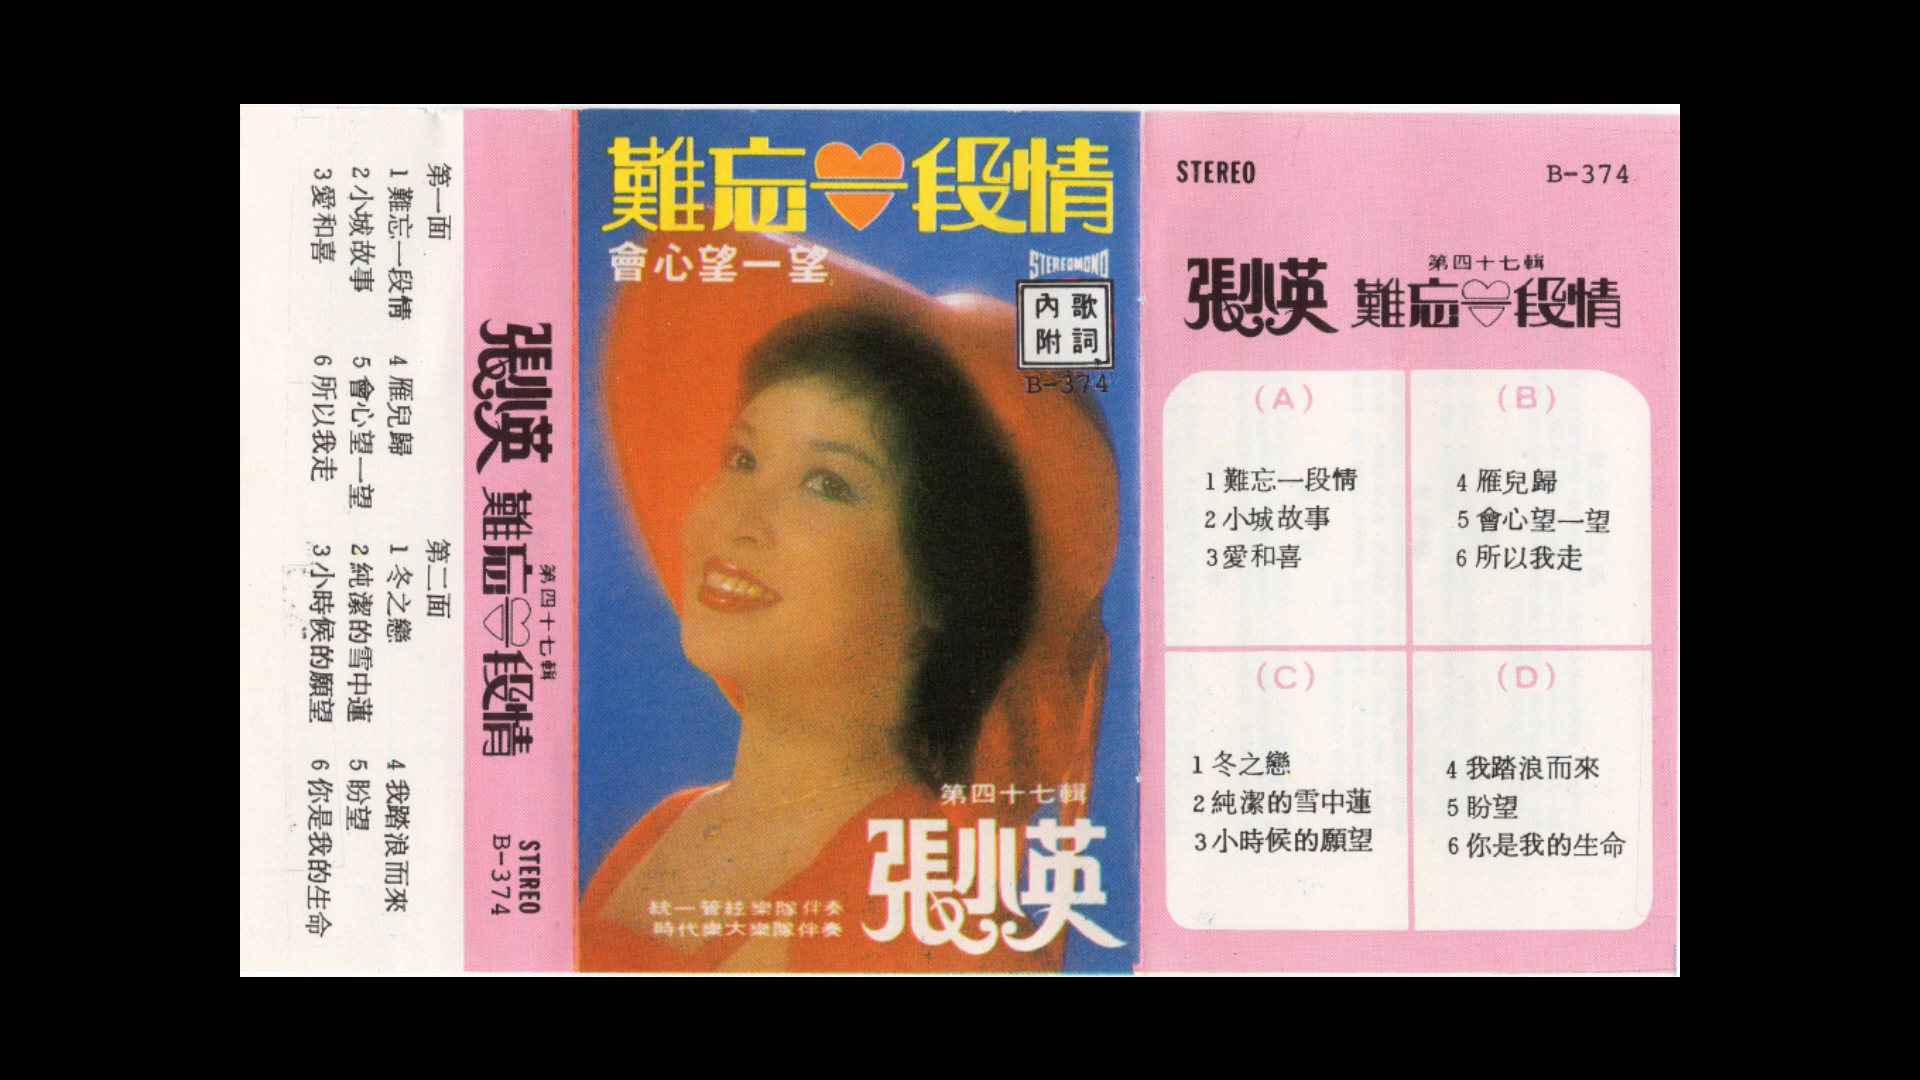 第一面
1 難忘一段情
2 小城故事
3 愛和喜
4 雁兒歸
5 會心望一望
6 所以我走
第二面
1 冬之戀
2 純潔的雪中蓮
3 小時候的願望
4 我踏浪而來
5 盼望
6 你是我的生命
張小英
第四十七輯
難忘一段情
STEREO
B-374
難忘一段情
會心望一望
STEREOMONO
內歌
附詞
B-374
第四十七輯
張小英
統一管絃樂隊伴奏
時代樂大樂隊伴奏
STEREO
B-374
張小英
第四十七輯
難忘一段情
(A)
1 難忘一段情
2 小城故事
3 愛和喜
(B)
4 雁兒歸
5 會心望一望
6 所以我走
(C)
1 冬之戀
2 純潔的雪中蓮
3 小時候的願望
(D)
4 我踏浪而來
5 盼望
6 你是我的生命